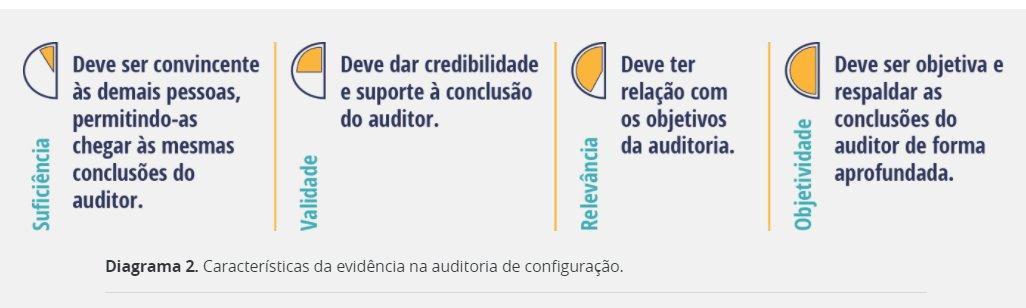 Suficiência
Deve ser convincente
às demais pessoas,
permitindo-as
chegar às mesmas
conclusões do
auditor.
Validade
Deve dar credibilidade
e suporte à conclusão
do auditor.
Relevância
Deve ter
relação com
os objetivos
da auditoria.
Objetividade
Deve ser objetiva e
respaldar as
conclusões do
auditor de forma
aprofundada.
Diagrama 2. Características da evidência na auditoria de configuração.